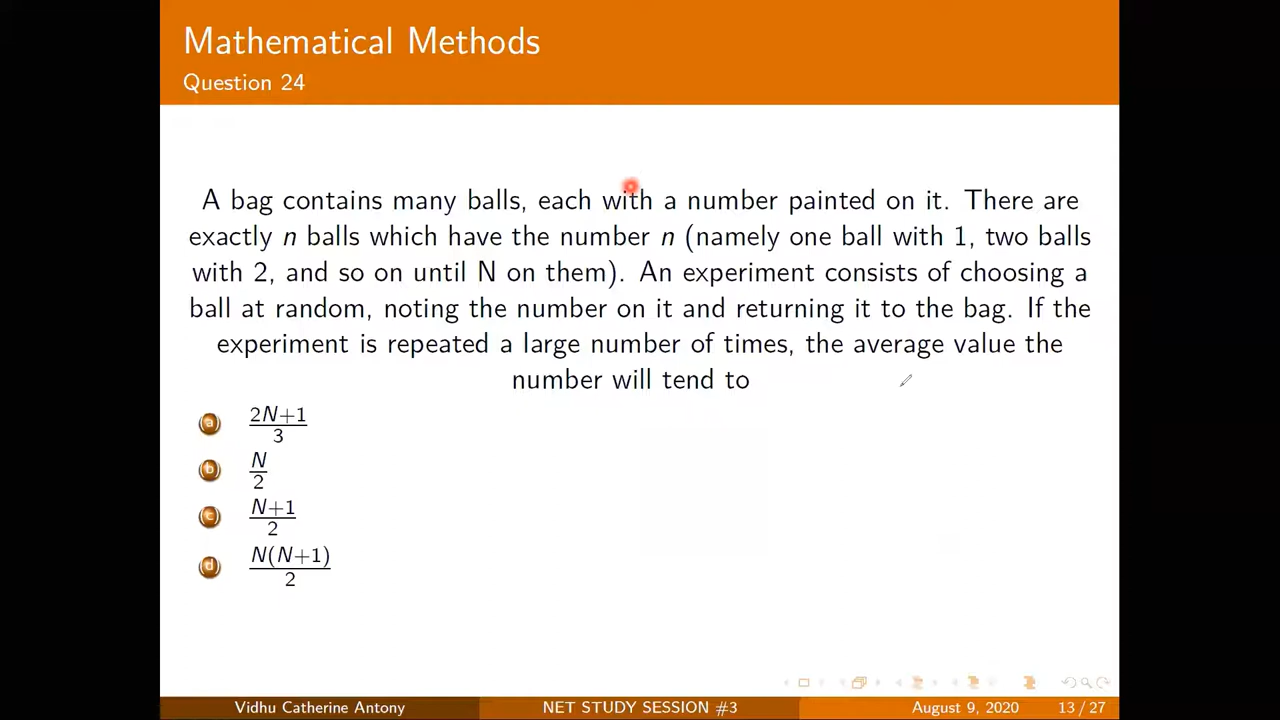 Mathematical Methods
Question 24
A bag contains many balls, each with a number painted on it. There are
exactly n balls which have the number n (namely one ball with 1, two balls
with 2, and so on until N on them). An experiment consists of choosing a
ball at random, noting the number on it and returning it to the bag. If the
experiment is repeated a large number of times, the average value the
number will tend to
a 2N+1/3
b N/2
c N+1/2
d N(N+1)/2
Vidhu Catherine Antony NET STUDY SESSION #3 August 9, 2020 13 / 27